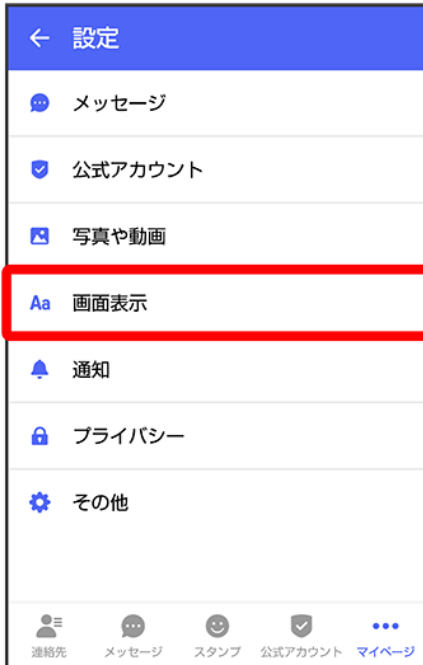 設定
メッセージ
公式アカウント
写真や動画
Aa 画面表示
通知
プライバシー
その他
連絡先 メッセージ スタンプ 公式アカウント マイページ